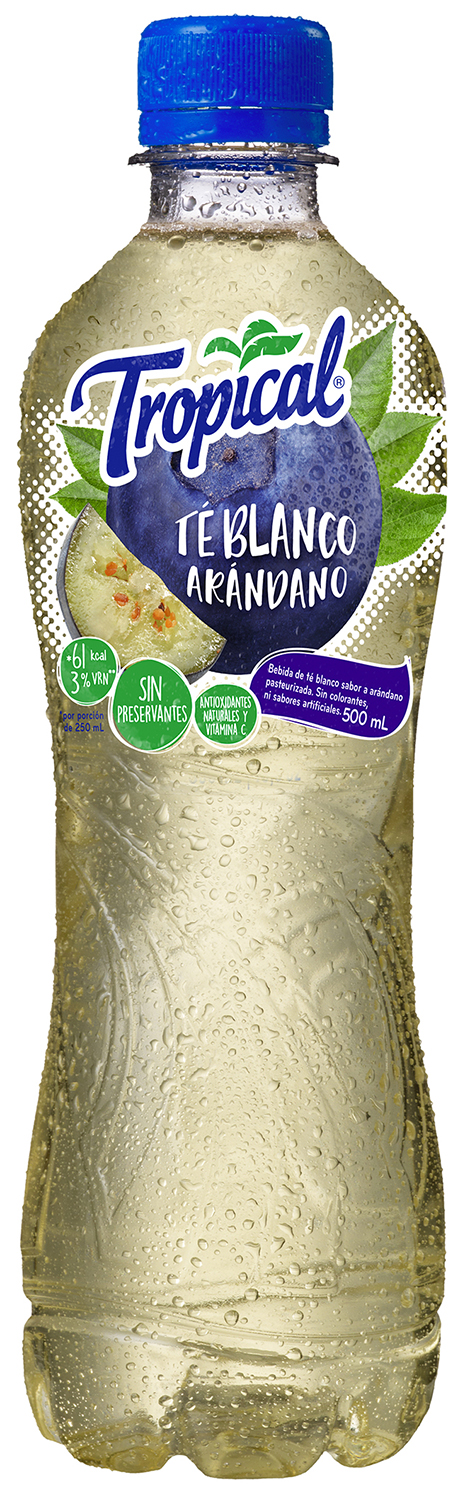 Tropical®
TÉ BLANCO
ARÁNDANO
*61 kcal
3% VRN**
por porción
de 250 mL
SIN
PRESERVANTES
ANTIOXIDANTES
NATURALES Y
VITAMINA C
Bebida de té blanco sabor a arándano
pasteurizada. Sin colorantes,
ni sabores artificiales. 500 mL